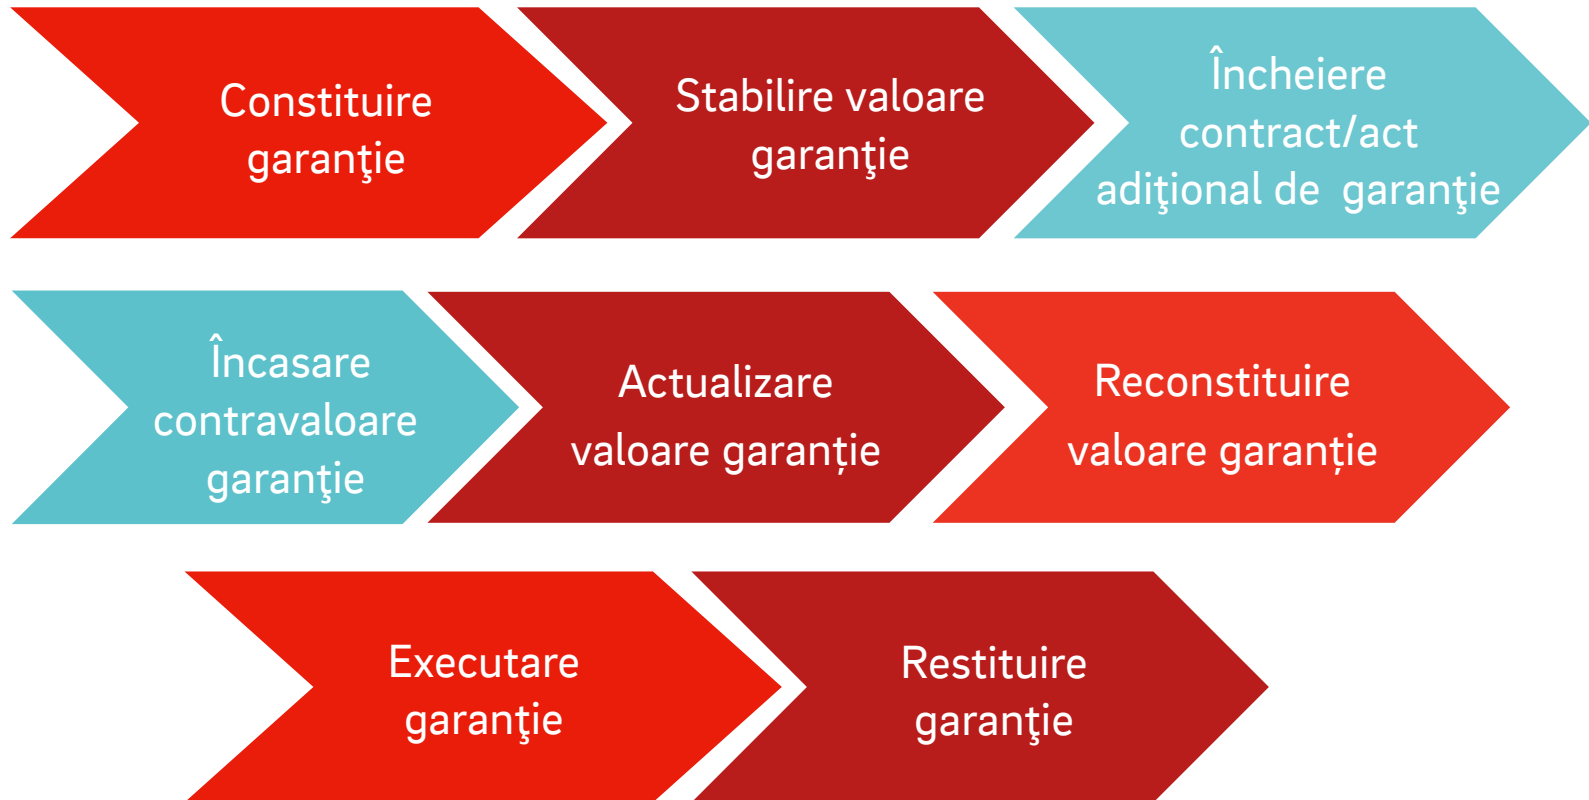 Constituire
garanţie
Stabilire valoare
garanţie
Încheiere
contract/act
adiţional de  garanţie
Încasare
contravaloare
garanţie
Actualizare
valoare garanție
Reconstituire
valoare garanție
Executare
garanţie
Restituire
garanţie